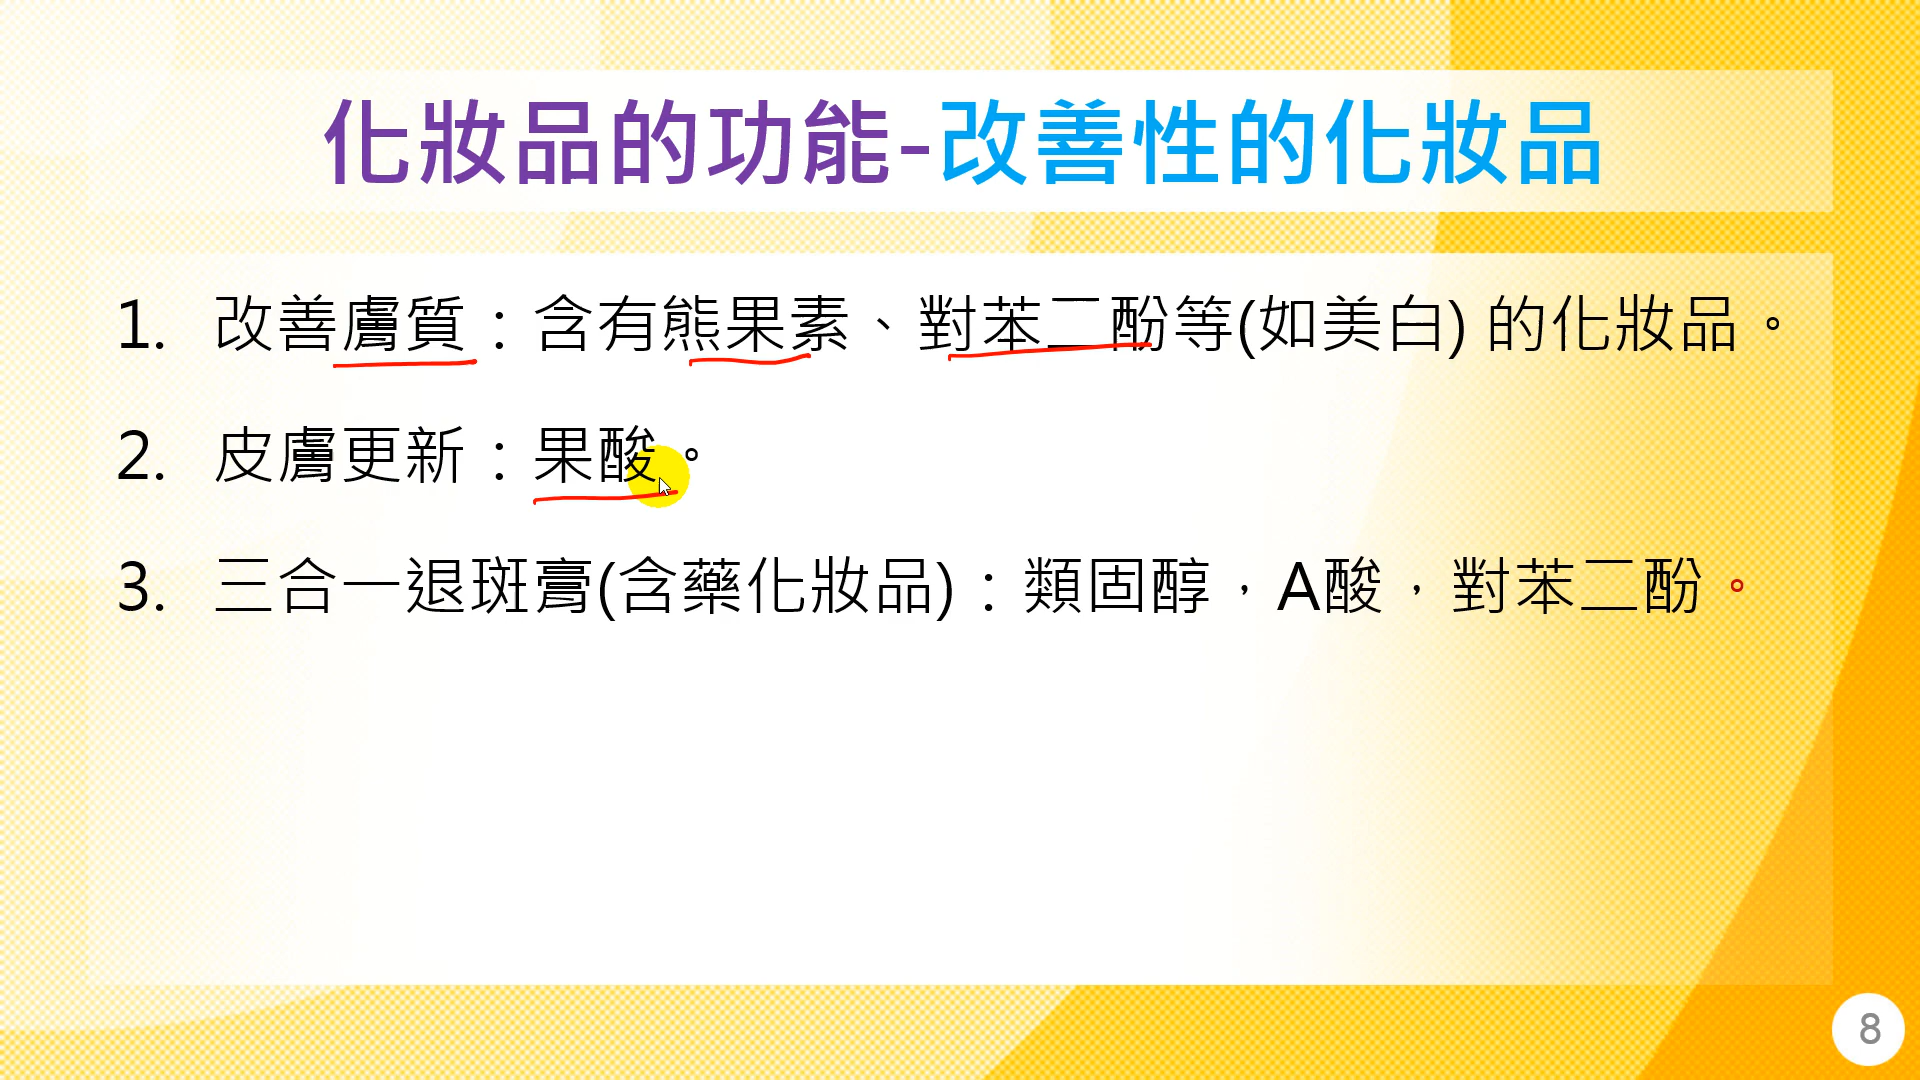 化妝品的功能-改善性的化妝品
1. 改善膚質：含有熊果素、對苯二酚等(如美白) 的化妝品。
2. 皮膚更新：果酸。
3. 三合一退斑膏(含藥化妝品)：類固醇，A酸，對苯二酚。
8